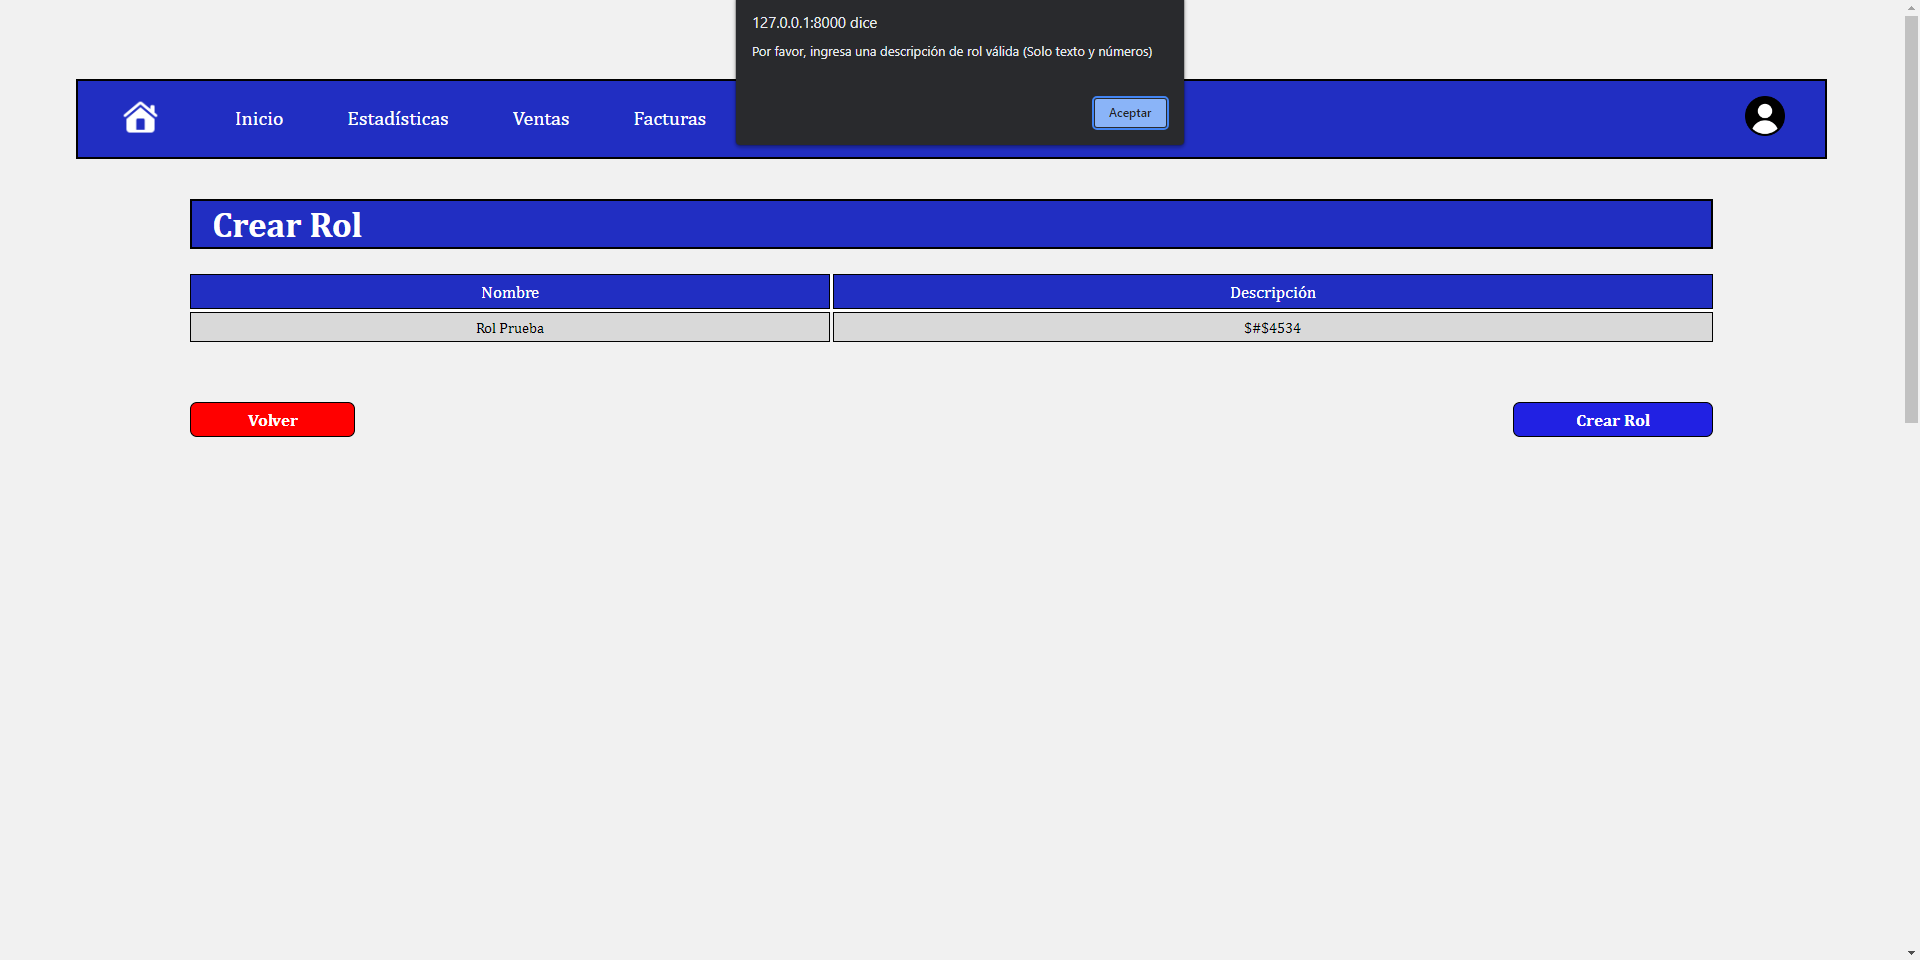 127.0.0.1:8000 dice
Por favor, ingresa una descripción de rol válida (Solo texto y números)
Aceptar
Inicio Estadísticas Ventas Facturas
Crear Rol
Nombre Descripción
Rol Prueba $#$4534
Volver Crear Rol